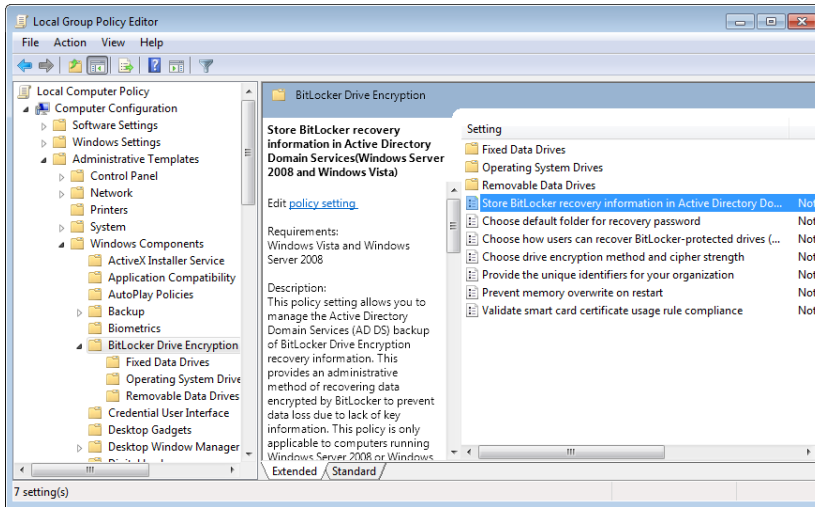 Local Group Policy Editor
File Action View Help
Local Computer Policy
Computer Configuration
Software Settings
Windows Settings
Administrative Templates
Control Panel
Network
Printers
System
Windows Components
ActiveX Installer Service
Application Compatibility
AutoPlay Policies
Backup
Biometrics
BitLocker Drive Encryption
Fixed Data Drives
Operating System Drive
Removable Data Drives
Credential User Interface
Desktop Gadgets
Desktop Window Manager
BitLocker Drive Encryption
Store BitLocker recovery
information in Active Directory
Domain Services(Windows Server
2008 and Windows Vista)
Edit policy setting
Requirements:
Windows Vista and Windows
Server 2008
Description:
This policy setting allows you to
manage the Active Directory
Domain Services (AD DS) backup
of BitLocker Drive Encryption
recovery information. This
provides an administrative
method of recovering data
encrypted by BitLocker to prevent
data loss due to lack of key
information. This policy is only
applicable to computers running
Windows Server 2008 or Windows
Setting
Fixed Data Drives
Operating System Drives
Removable Data Drives
Store BitLocker recovery information in Active Directory Do... Not
Choose default folder for recovery password Not
Choose how users can recover BitLocker-protected drives (... Not
Choose drive encryption method and cipher strength Not
Provide the unique identifiers for your organization Not
Prevent memory overwrite on restart Not
Validate smart card certificate usage rule compliance Not
Extended Standard
7 setting(s)